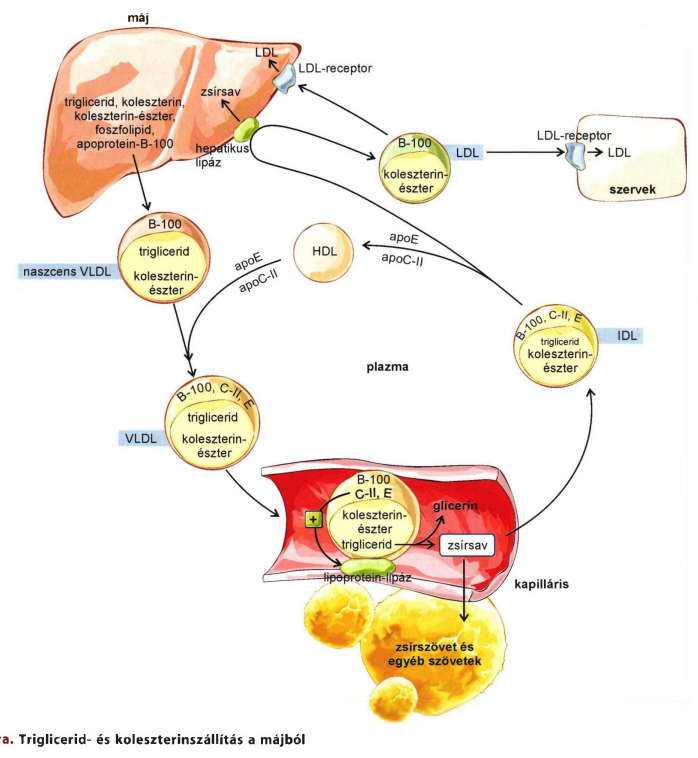 máj
LDL
LDL-receptor
zsírsav
triglicerid, koleszterin,
koleszterin-észter,
foszfolipid,
apoprotein-B-100
hepatikus
lipáz
B-100
koleszterin-
észter
LDL
LDL-receptor
LDL
szervek
B-100
triglicerid
koleszterin-
észter
naszcens VLDL
apoE
apoC-II
HDL
apoE
apoC-II
B-100, C-II, E
triglicerid
koleszterin-
észter
IDL
plazma
B-100, C-II, E
triglicerid
koleszterin-
észter
VLDL
B-100
C-II, E
+
koleszterin-
észter
triglicerid
glicerin
zsírsav
lipoprotein-lipáz
kapilláris
zsírszövet és
egyéb szövetek
ra. Triglicerid- és koleszterinszállítás a májból